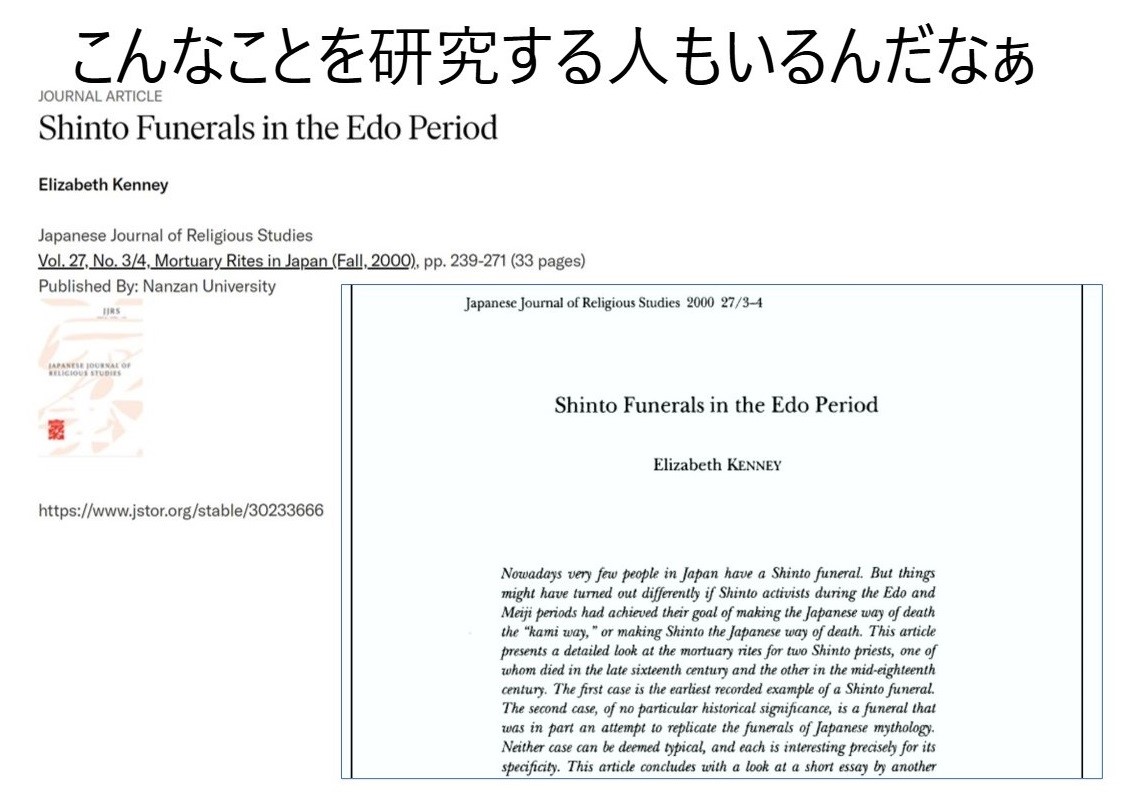 こんなことを研究する人もいるんだなぁ
JOURNAL ARTICLE
Shinto Funerals in the Edo Period
Elizabeth Kenney
Japanese Journal of Religious Studies
Vol. 27, No. 3/4, Mortuary Rites in Japan (Fall, 2000), pp. 239-271 (33 pages)
Published By: Nanzan University
JJRS
JAPANESE JOURNAL OF
RELIGIOUS STUDIES
https://www.jstor.org/stable/30233666
Japanese Journal of Religious Studies 2000 27/3–4
Shinto Funerals in the Edo Period
Elizabeth KENNEY
Nowadays very few people in Japan have a Shinto funeral. But things
might have turned out differently if Shinto activists during the Edo and
Meiji periods had achieved their goal of making the Japanese way of death
the “kami way,” or making Shinto the Japanese way of death. This article
presents a detailed look at the mortuary rites for two Shinto priests, one of
whom died in the late sixteenth century and the other in the mid-eighteenth
century. The first case is the earliest recorded example of a Shinto funeral.
The second case, of no particular historical significance, is a funeral that
was in part an attempt to replicate the funerals of Japanese mythology.
Neither case can be deemed typical, and each is interesting precisely for its
specificity. This article concludes with a look at a short essay by another